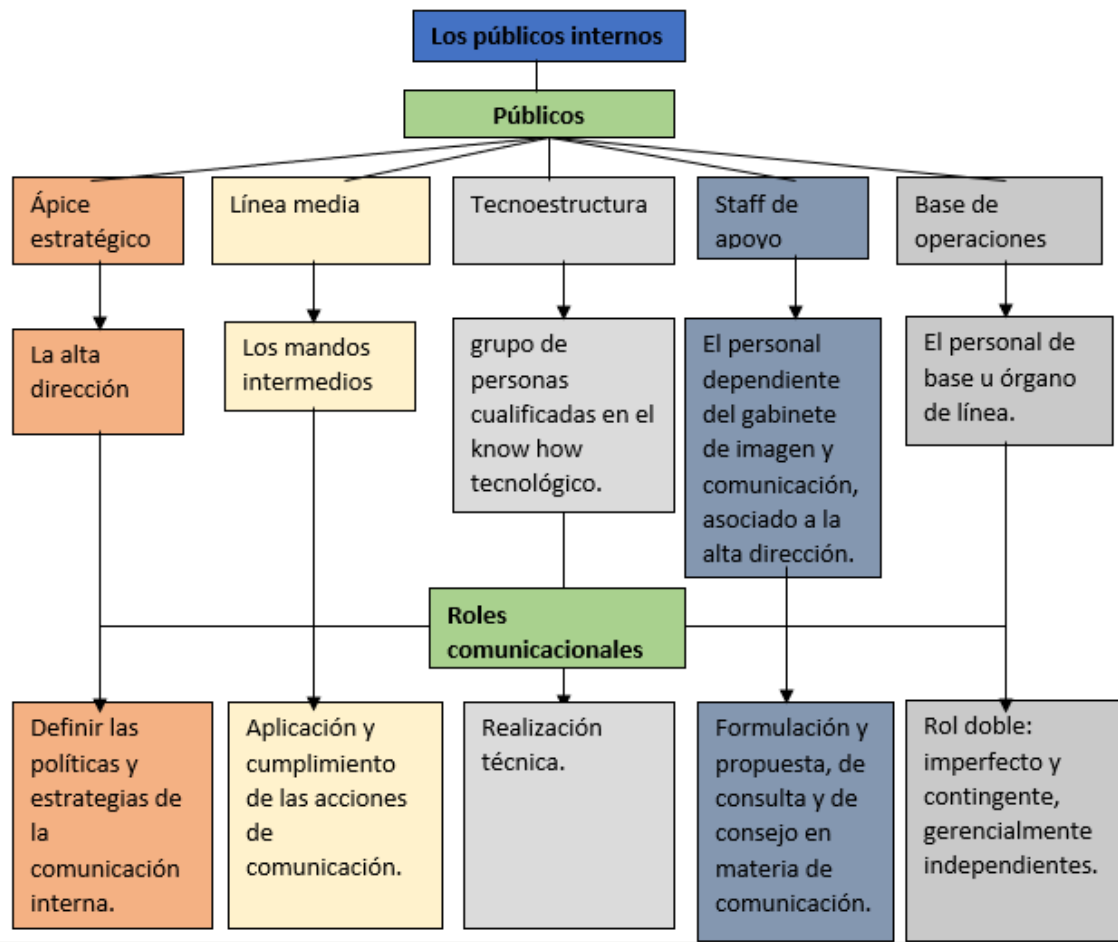 Los públicos internos
Públicos
Ápice
estratégico
Línea media
Tecnoestructura
Staff de
apoyo
Base de
operaciones
La alta
dirección
Los mandos
intermedios
grupo de
personas
cualificadas en el
know how
tecnológico.
El personal
dependiente
del gabinete
de imagen y
comunicación,
asociado a la
alta dirección.
El personal de
base u órgano
de línea.
Roles
comunicacionales
Definir las
políticas y
estrategias de
la
comunicación
interna.
Aplicación y
cumplimiento
de las acciones
de
comunicación.
Realización
técnica.
Formulación y
propuesta, de
consulta y de
consejo en
materia de
comunicación.
Rol doble:
imperfecto y
contingente,
gerencialmente
independientes.